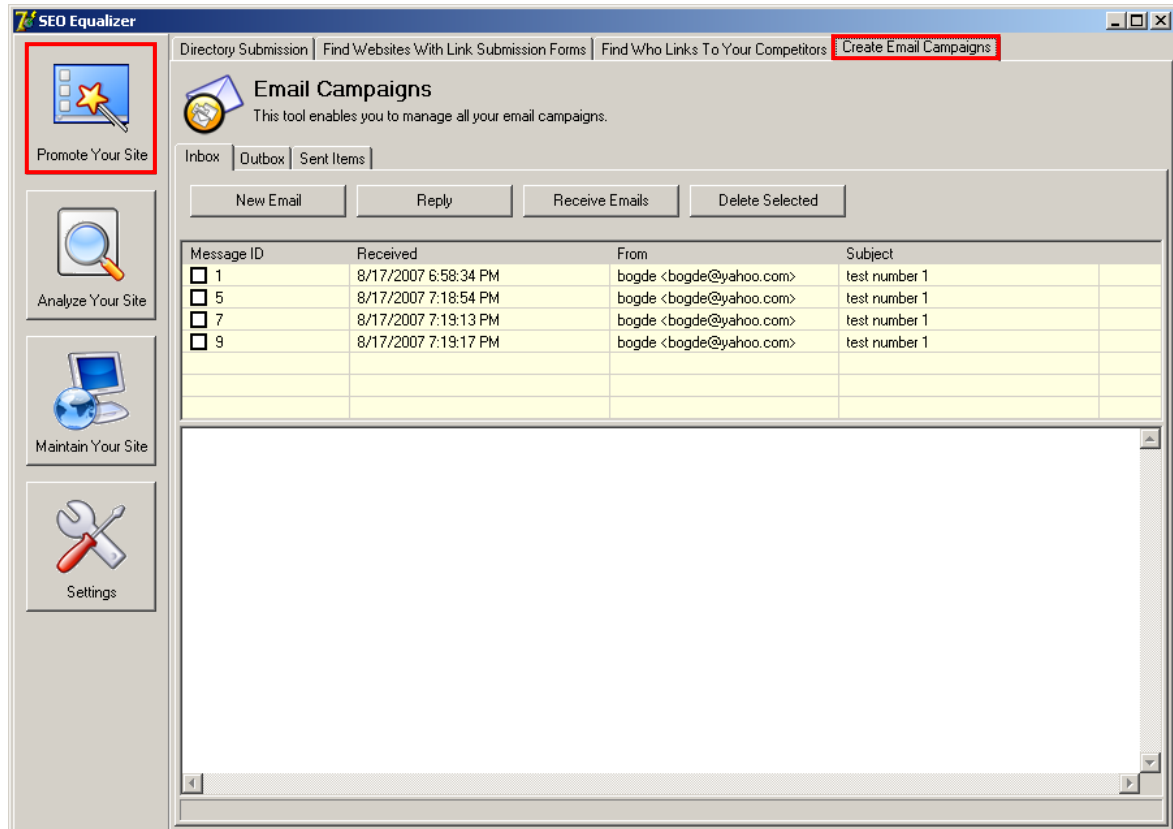 SEO Equalizer
Directory Submission Find Websites With Link Submission Forms Find Who Links To Your Competitors Create Email Campaigns
Promote Your Site
Analyze Your Site
Maintain Your Site
Settings
Email Campaigns
This tool enables you to manage all your email campaigns.
Inbox Outbox Sent Items
New Email Reply Receive Emails Delete Selected
Message ID Received From Subject
1 8/17/2007 6:58:34 PM bogde <bogde@yahoo.com> test number 1
5 8/17/2007 7:18:54 PM bogde <bogde@yahoo.com> test number 1
7 8/17/2007 7:19:13 PM bogde <bogde@yahoo.com> test number 1
9 8/17/2007 7:19:17 PM bogde <bogde@yahoo.com> test number 1